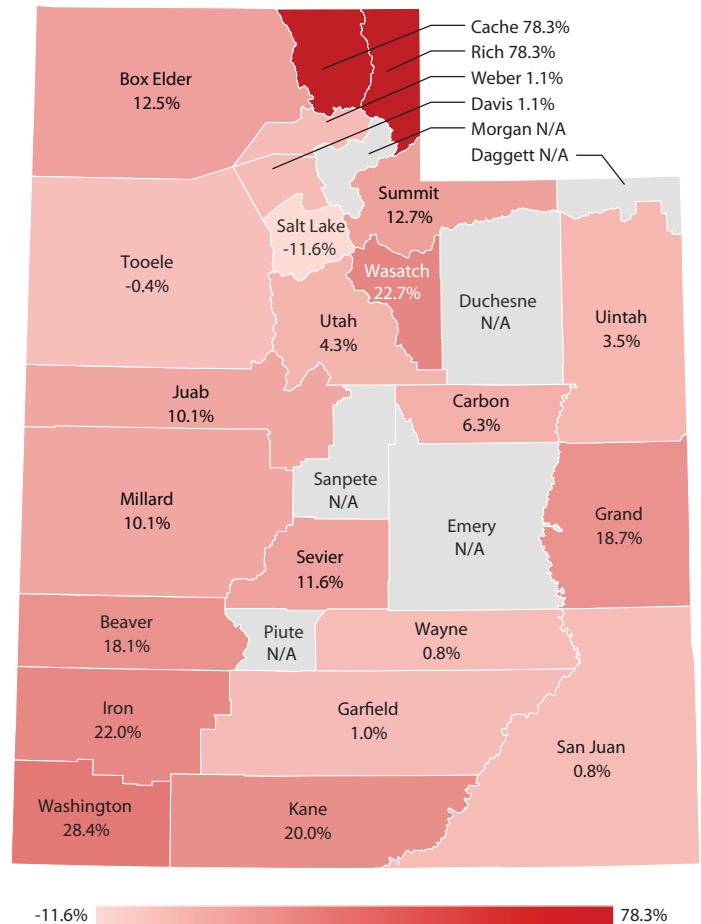 Cache 78.3%
Rich 78.3%
Weber 1.1%
Davis 1.1%
Morgan N/A
Daggett N/A
Box Elder
12.5%
Summit
12.7%
Salt Lake
-11.6%
Tooele
-0.4%
Wasatch
22.7%
Duchesne
N/A
Uintah
3.5%
Utah
4.3%
Juab
10.1%
Carbon
6.3%
Millard
10.1%
Sanpete
N/A
Emery
N/A
Grand
18.7%
Sevier
11.6%
Beaver
18.1%
Piute
N/A
Wayne
0.8%
Iron
22.0%
Garfield
1.0%
San Juan
0.8%
Washington
28.4%
Kane
20.0%
-11.6%
78.3%